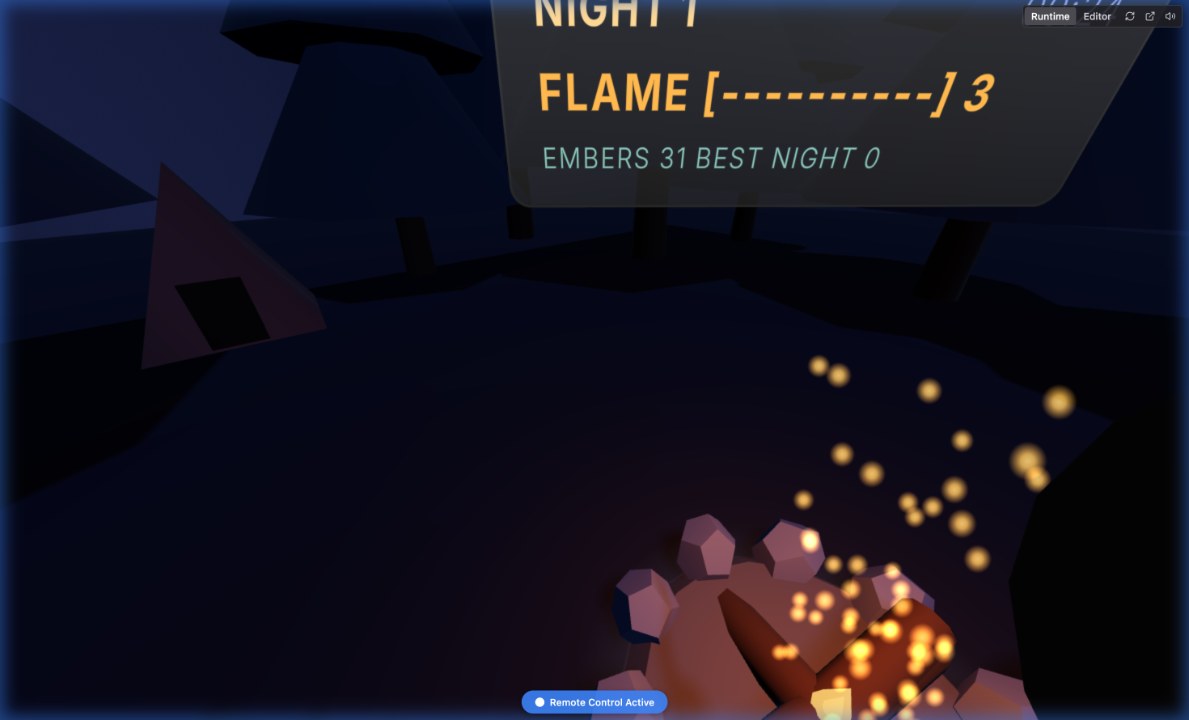 NIGHT 1
Runtime Editor
FLAME [-----------] 3
EMBERS 31 BEST NIGHT 0
Remote Control Active